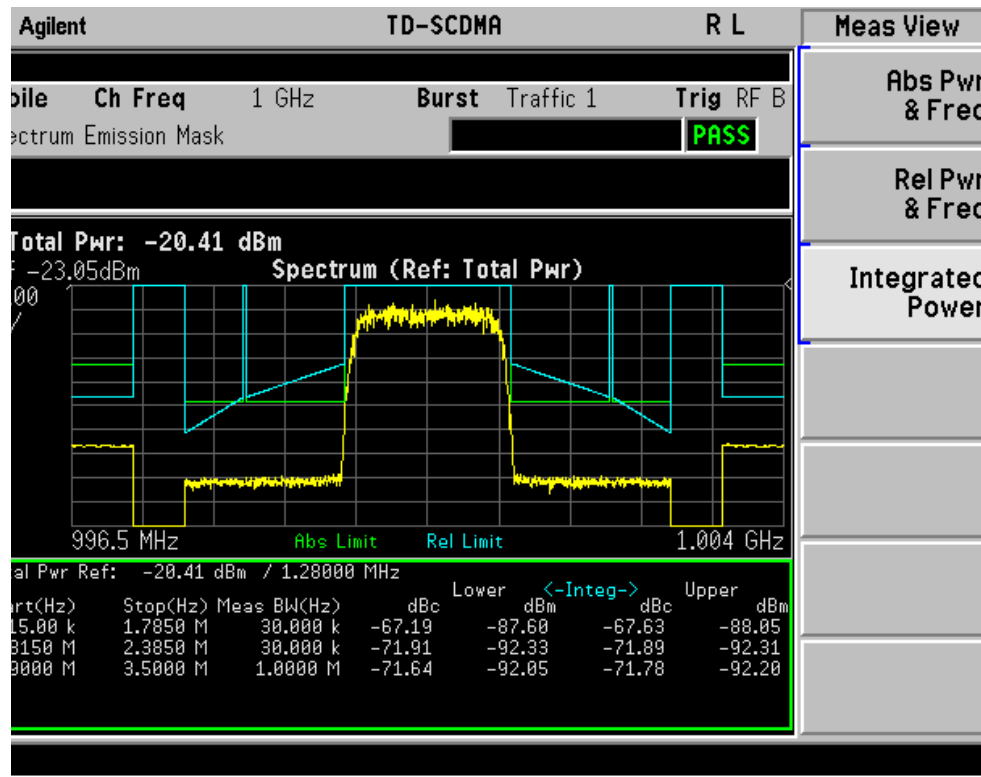 Agilent TD-SCDMA R L Meas View
Abs Pwr
& Freq
bile Ch Freq 1 GHz Burst Traffic 1 Trig RF B
ectrum Emission Mask PASS
Rel Pwr
& Freq
Total Pwr: -20.41 dBm
F -23.05dBm Spectrum (Ref: Total Pwr)
.00
/
Integrated
Power
996.5 MHz Abs Limit Rel Limit 1.004 GHz
al Pwr Ref: -20.41 dBm / 1.28000 MHz
Lower <-Integ-> Upper
rt(Hz) Stop(Hz) Meas BW(Hz) dBc dBm dBc dBm
15.00 k 1.7850 M 30.000 k -67.19 -87.60 -67.63 -88.05
8150 M 2.3850 M 30.000 k -71.91 -92.33 -71.89 -92.31
9000 M 3.5000 M 1.0000 M -71.64 -92.05 -71.78 -92.20